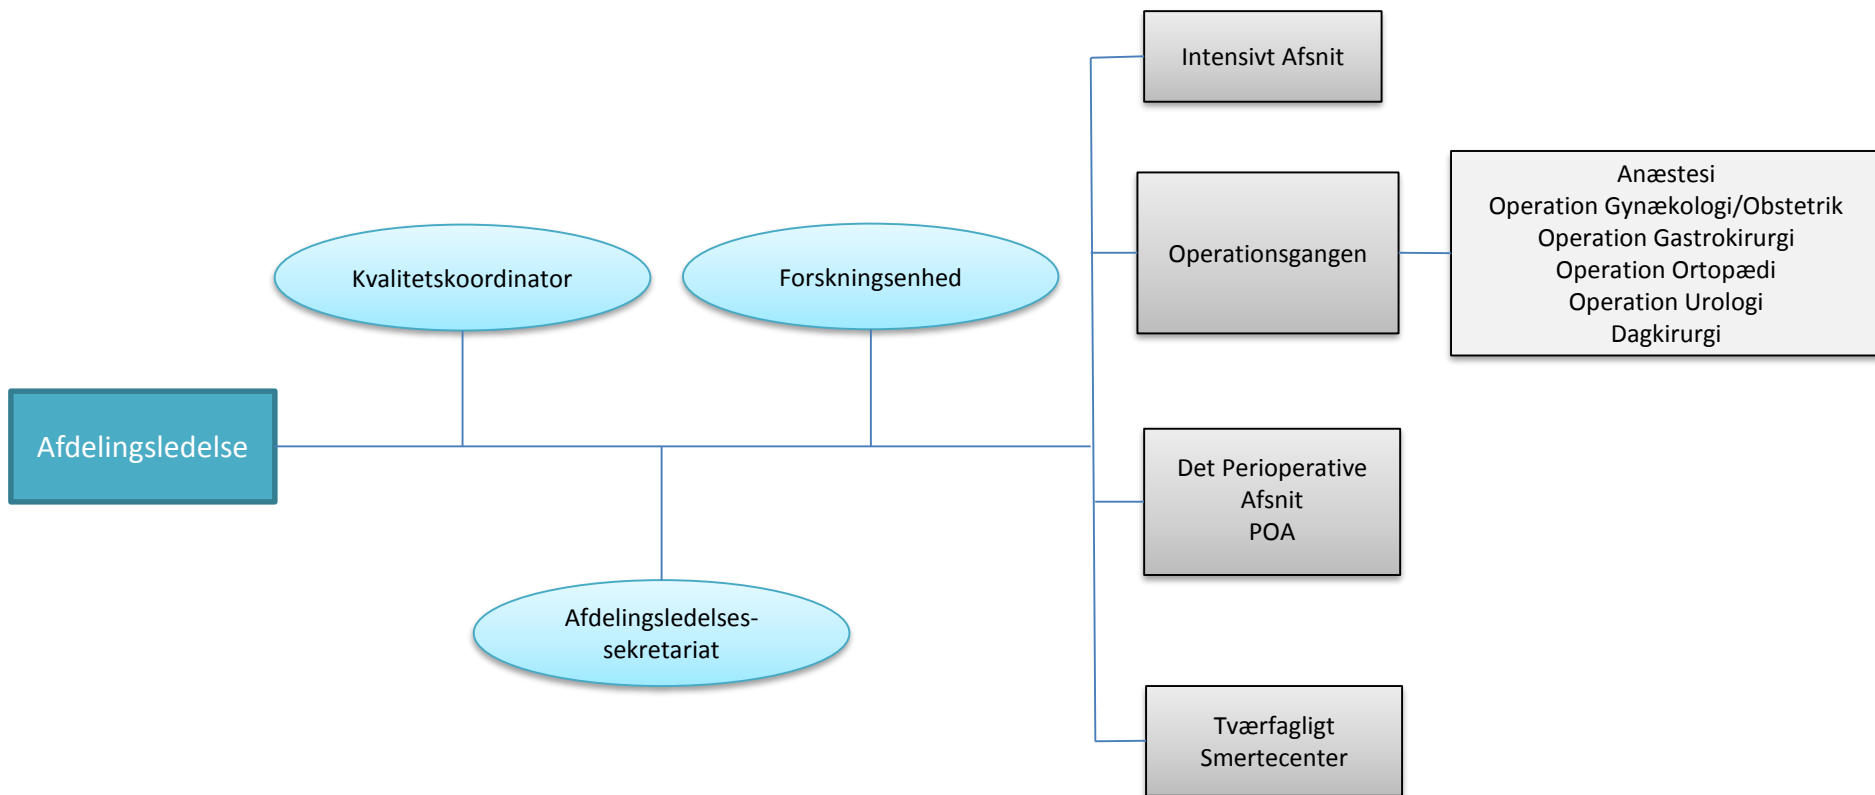 Afdelingsledelse
Kvalitetskoordinator
Forskningsenhed
Afdelingsledelses-
sekretariat
Intensivt Afsnit
Operationsgangen
Anæstesi
Operation Gynækologi/Obstetrik
Operation Gastrokirurgi
Operation Ortopædi
Operation Urologi
Dagkirurgi
Det Perioperative
Afsnit
POA
Tværfagligt
Smertecenter